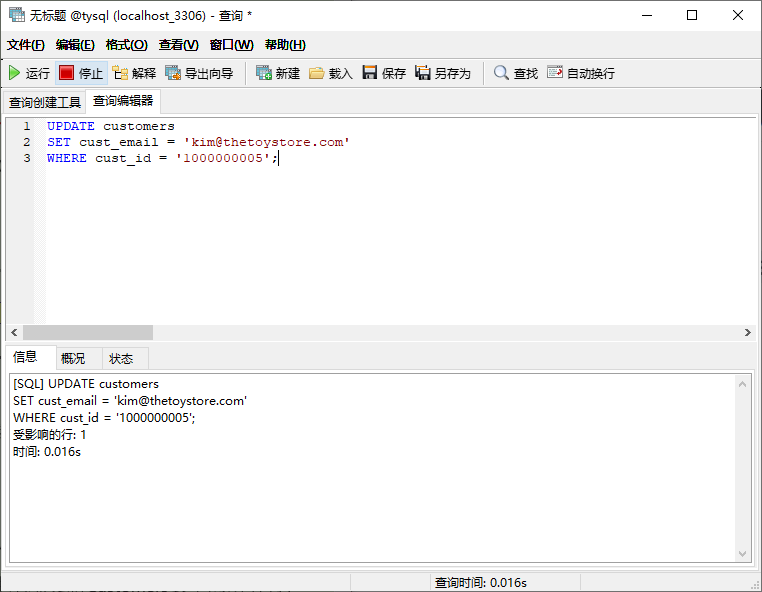 无标题 @tysql (localhost_3306) - 查询 *
文件(F) 编辑(E) 格式(O) 查看(V) 窗口(W) 帮助(H)
运行 停止 解释 导出向导 新建 载入 保存 另存为 查找 自动换行
查询创建工具 查询编辑器
1 UPDATE customers
2 SET cust_email = 'kim@thetoystore.com'
3 WHERE cust_id = '1000000005';
信息 概况 状态
[SQL] UPDATE customers
SET cust_email = 'kim@thetoystore.com'
WHERE cust_id = '1000000005';
受影响的行: 1
时间: 0.016s
查询时间: 0.016s